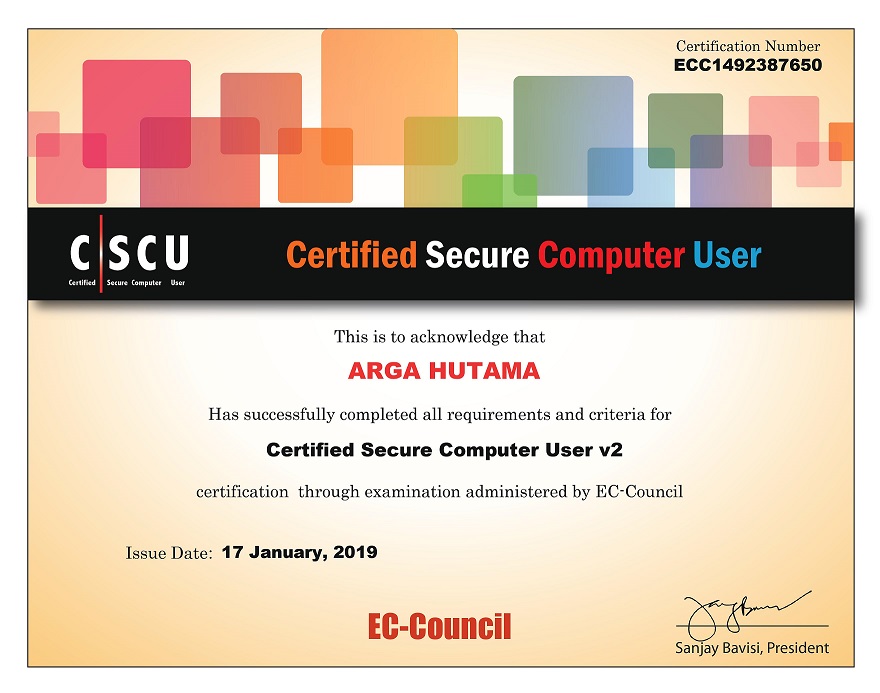 Certification Number
ECC1492387650
CSCU
Certified Secure Computer User
Certified Secure Computer User
This is to acknowledge that
ARGA HUTAMA
Has successfully completed all requirements and criteria for
Certified Secure Computer User v2
certification through examination administered by EC-Council
Issue Date: 17 January, 2019
EC-Council
Sanjay Bavisi, President